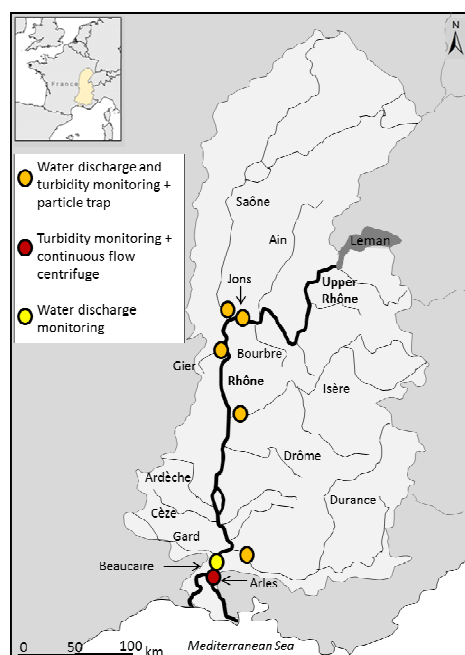 N
France
Water discharge and
turbidity monitoring +
particle trap
Turbidity monitoring +
continuous flow
centrifuge
Water discharge
monitoring
Saône
Ain
Leman
Jons
Upper
Rhône
Bourbre
Gier
Rhône
Isère
Drôme
Ardèche
Durance
Cèze
Gard
Beaucaire
Arles
0 50 100 km
Mediterranean Sea